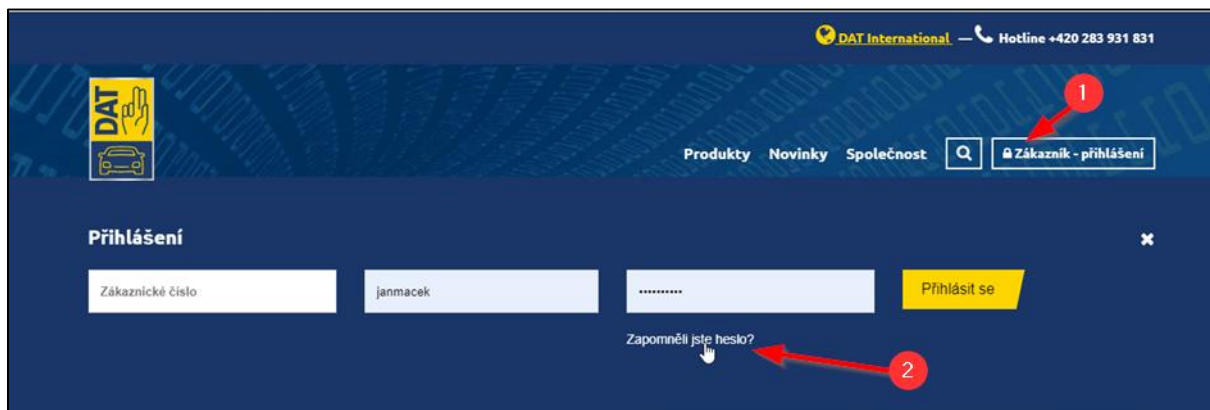 DAT International — Hotline +420 283 931 831
DAT
1
Produkty Novinky Společnost Zákazník - přihlášení
Přihlášení
Zákaznické číslo janmacek •••••••••• Přihlásit se
Zapomněli jste heslo?
2